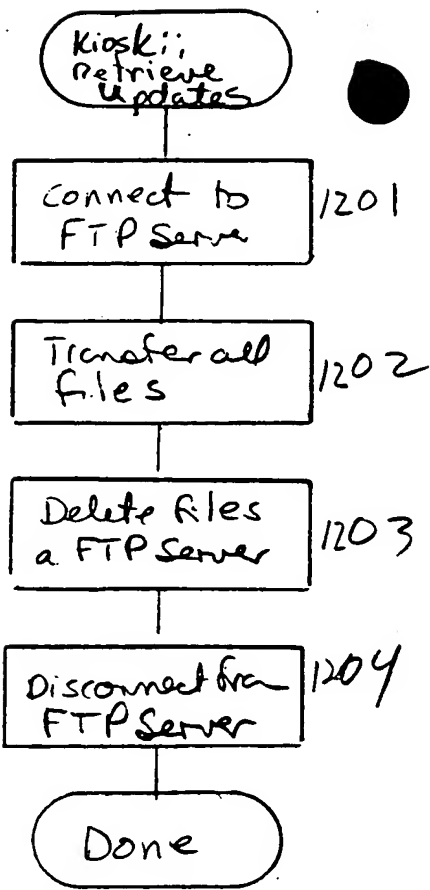 Kiosk::
Retrieve
Updates
Connect to
FTP Server
1201
Transfer all
files
1202
Delete files
a FTP Server
1203
Disconnect from
FTP Server
1204
Done